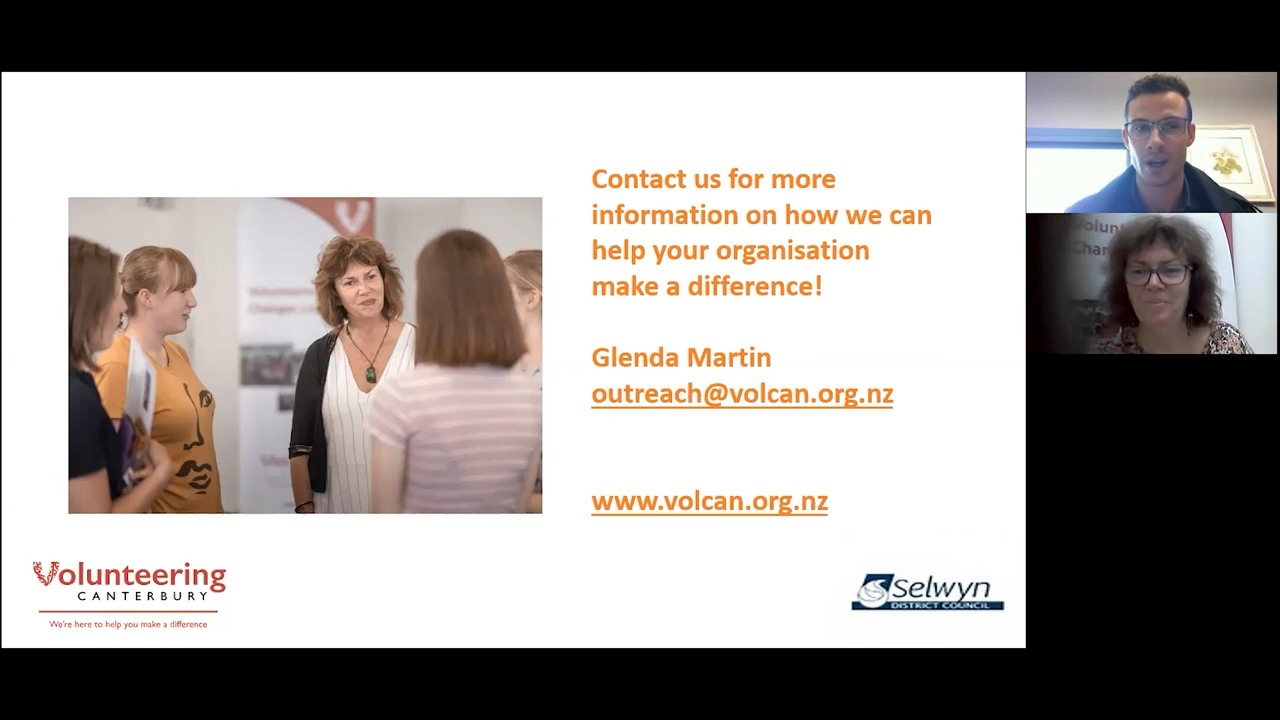 Contact us for more
information on how we can
help your organisation
make a difference!
Glenda Martin
outreach@volcan.org.nz
www.volcan.org.nz
Volunteering
CANTERBURY
We're here to help you make a difference
Selwyn
DISTRICT COUNCIL